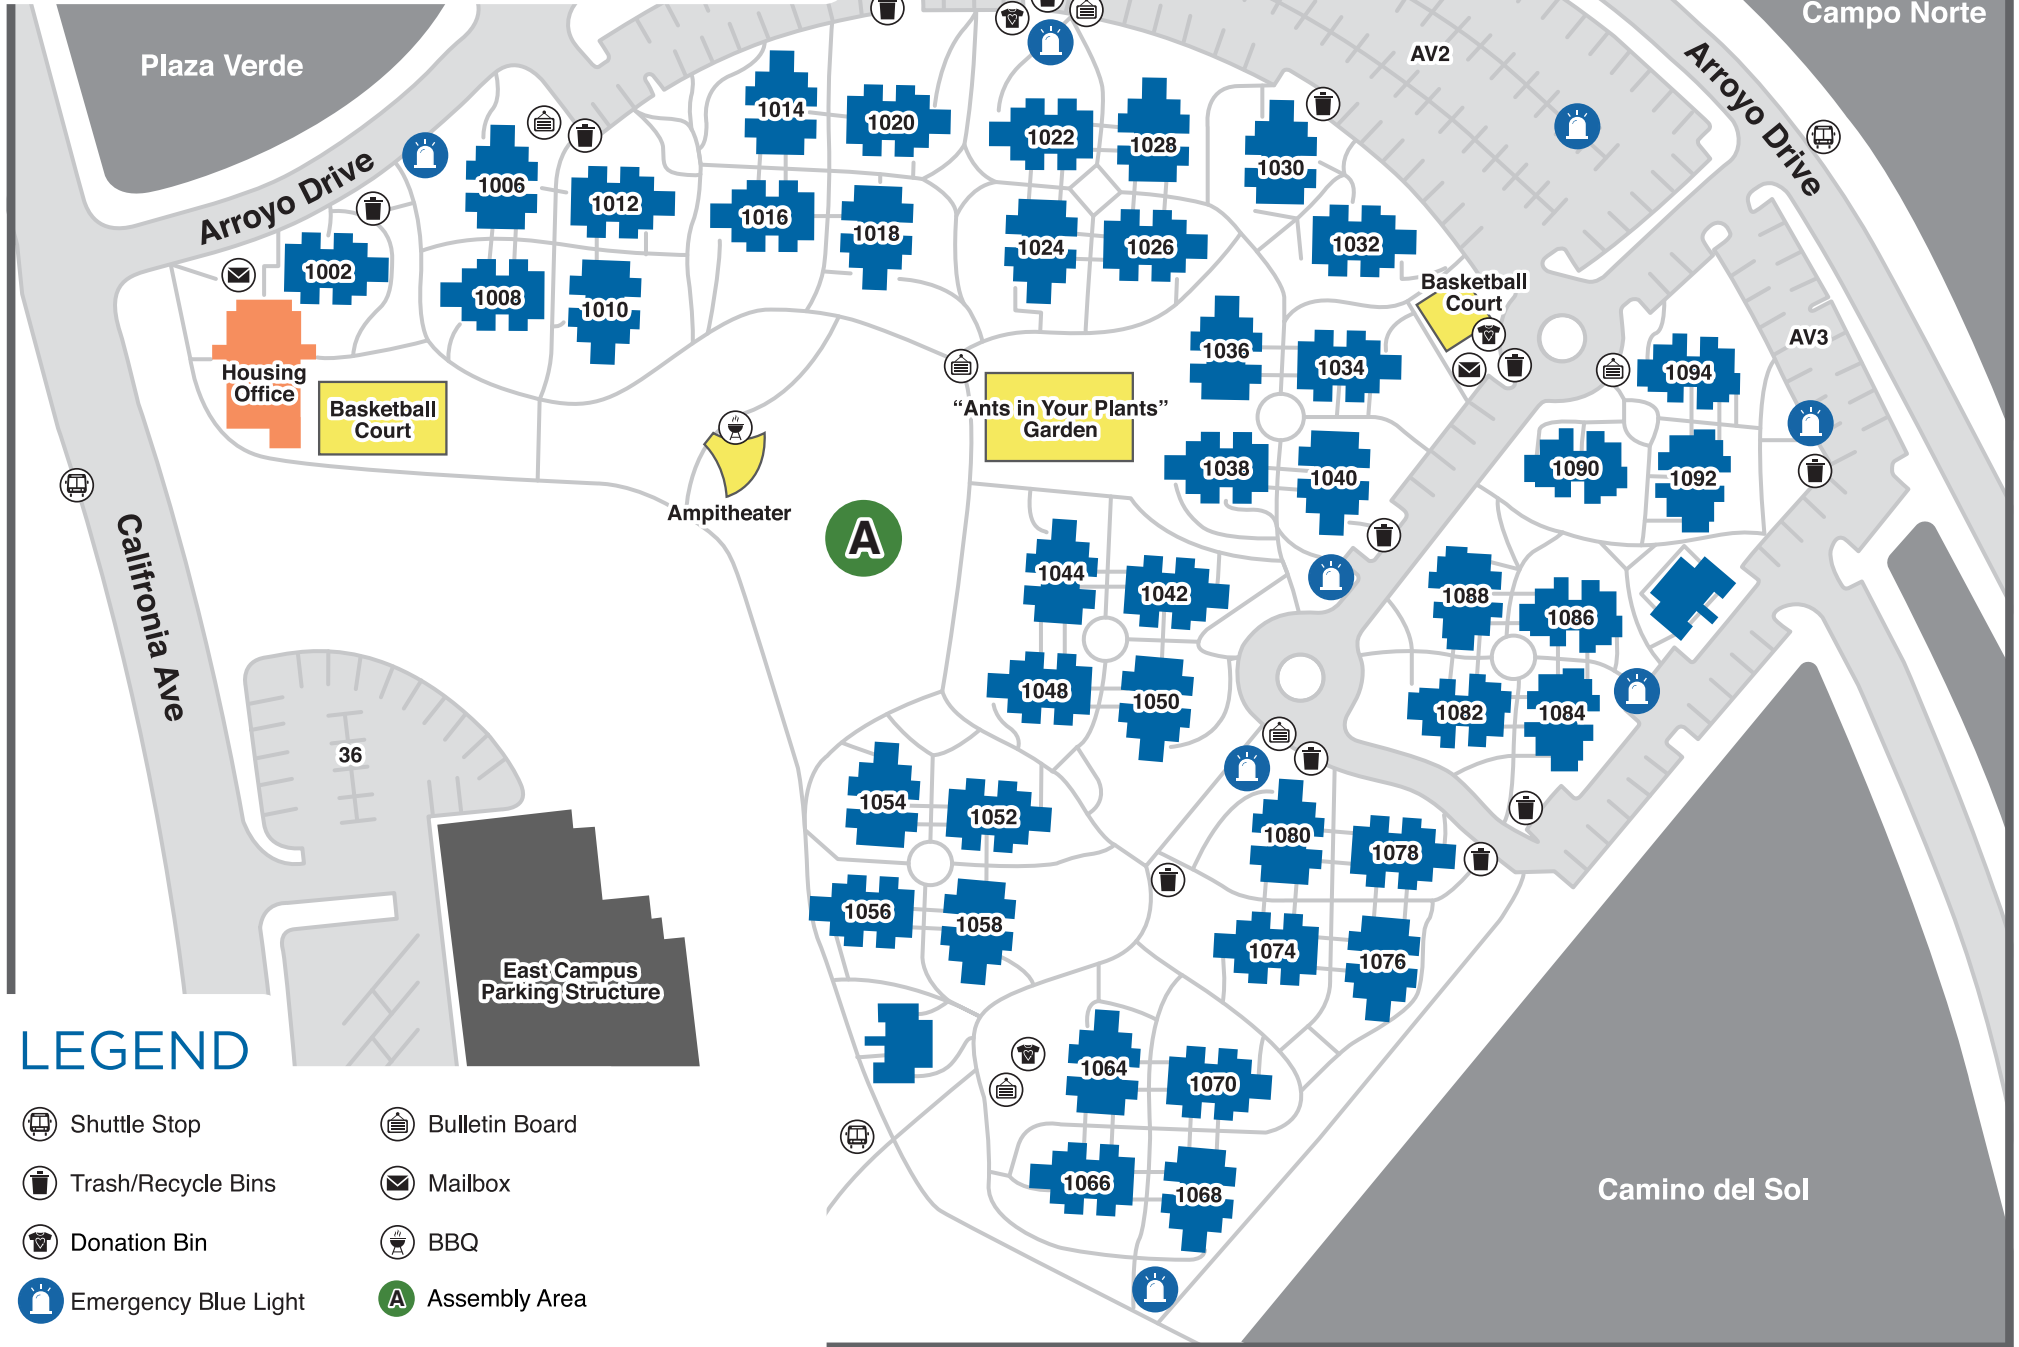 Campo Norte
Plaza Verde
AV2
Arroyo Drive
Arroyo Drive
1014
1020
1022
1028
1030
1006
1012
1016
1018
1024
1026
1032
1002
1008
1010
Basketball
Court
Housing
Office
Basketball
Court
1036
1034
AV3
1094
"Ants in Your Plants"
Garden
1038
1040
1090
1092
Ampitheater
A
Califronia Ave
1044
1042
1088
1086
1048
1050
1082
1084
36
1054
1052
1080
1078
1056
1058
1074
1076
East Campus
Parking Structure
1064
1070
1066
1068
Camino del Sol
LEGEND
Shuttle Stop
Trash/Recycle Bins
Donation Bin
Emergency Blue Light
Bulletin Board
Mailbox
BBQ
A Assembly Area